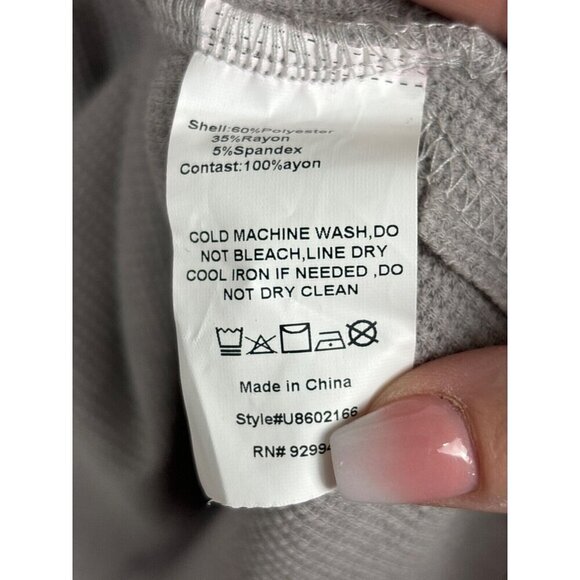 Shell:60%Polyester
35%Rayon
5%Spandex
Contast:100%ayon
COLD MACHINE WASH,DO
NOT BLEACH,LINE DRY
COOL IRON IF NEEDED ,DO
NOT DRY CLEAN
Made in China
Style#U8602166
RN#